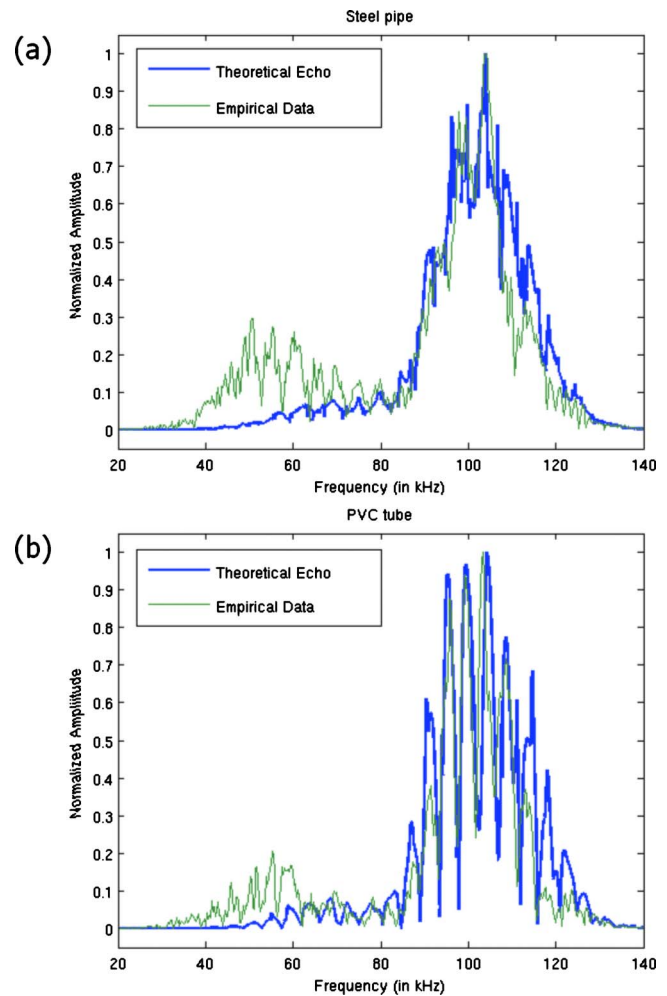 Steel pipe
(a)
Theoretical Echo
Empirical Data
Normalized Amplitude
1
0.9
0.8
0.7
0.6
0.5
0.4
0.3
0.2
0.1
0
20 40 60 80 100 120 140
Frequency (in kHz)
PVC tube
(b)
Theoretical Echo
Empirical Data
Normalized Amplitude
1
0.9
0.8
0.7
0.6
0.5
0.4
0.3
0.2
0.1
0
20 40 60 80 100 120 140
Frequency (in kHz)